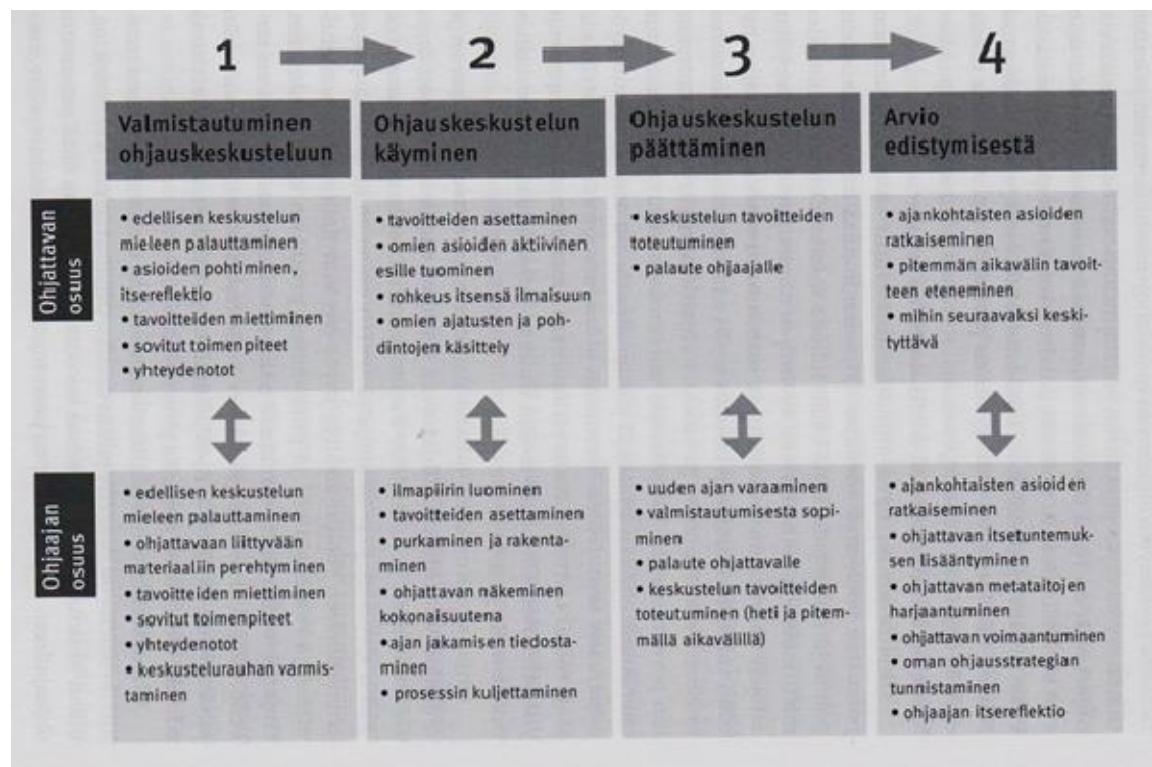 1
2
3
4
Valmistautuminen
ohjauskeskusteluun
Ohjauskeskustelun
käyminen
Ohjauskeskustelun
päättäminen
Arvio
edistymisestä
Ohjattavan
osuus
• edellisen keskustelun
mieleen palauttaminen
• asioiden pohtiminen,
itsereflektio
• tavoitteiden miettiminen
• sovitut toimenpiteet
• yhteydenotot
• tavoitteiden asettaminen
• omien asioiden aktiivinen
esille tuominen
• rohkeus itsensä ilmaisuun
• omien ajatusten ja poh-
dintojen käsittely
• keskustelun tavoitteiden
toteutuminen
• palaute ohjaajalle
• ajankohtaisten asioiden
ratkaiseminen
• pitemmän aikavälin tavoit-
teen eteneminen
• mihin seuraavaksi keski-
tyttävä
Ohjaajan
osuus
• edellisen keskustelun
mieleen palauttaminen
• ohjattavaan liittyvään
materiaaliin perehtyminen
• tavoitteiden miettiminen
• sovitut toimenpiteet
• yhteydenotot
• keskustelurauhan varmis-
taminen
• ilmapiirin luominen
• tavoitteiden asettaminen
• purkaminen ja rakenta-
minen
• ohjattavan näkeminen
kokonaisuutena
• ajan jakamisen tiedosta-
minen
• prosessin kuljettaminen
• uuden ajan varaaminen
• valmistautumisesta sopi-
minen
• palaute ohjattavalle
• keskustelun tavoitteiden
toteutuminen (heti ja pitem-
mällä aikavälillä)
• ajankohtaisten asioiden
ratkaiseminen
• ohjattavan itsetuntemuk-
sen lisääntyminen
• ohjattavan metataitojen
harjaantuminen
• ohjattavan voimaantuminen
• oman ohjausstrategian
tunnistaminen
• ohjaajan itsereflektio